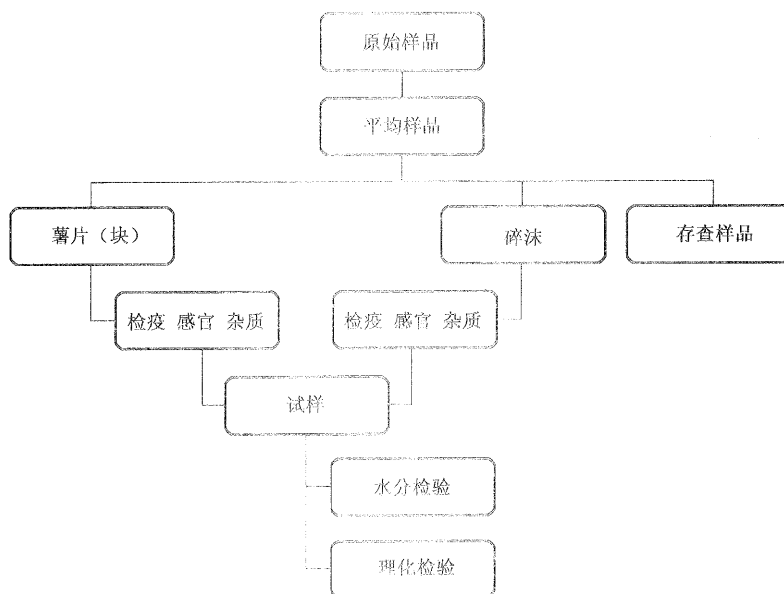 原始样品
平均样品
薯片（块）
碎沫
存查样品
检疫 感官 杂质
检疫 感官 杂质
试样
水分检验
理化检验